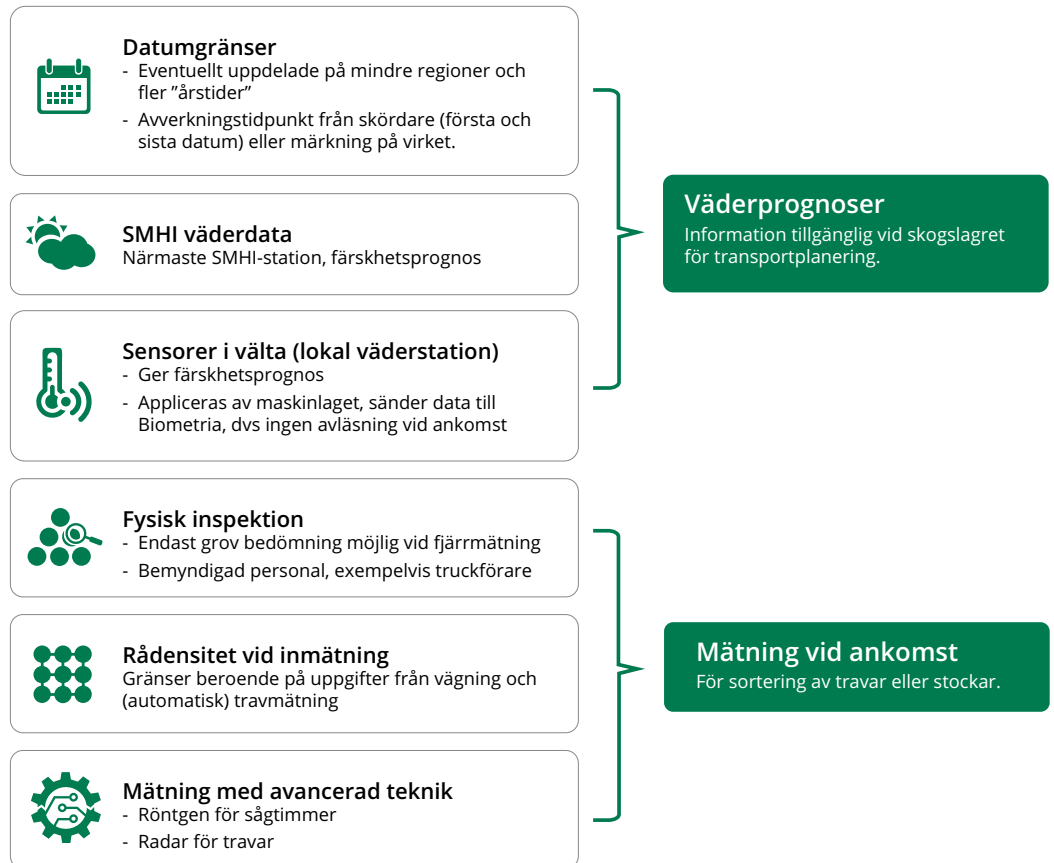 Datumgränser
- Eventuellt uppdelade på mindre regioner och
fler ”årstider”
- Avverkningstidpunkt från skördare (första och
sista datum) eller märkning på virket.
SMHI väderdata
Närmaste SMHI-station, färskhetsprognos
Sensorer i välta (lokal väderstation)
- Ger färskhetsprognos
- Appliceras av maskinlaget, sänder data till
Biometria, dvs ingen avläsning vid ankomst
Väderprognoser
Information tillgänglig vid skogslagret
för transportplanering.
Fysisk inspektion
- Endast grov bedömning möjlig vid fjärrmätning
- Bemyndigad personal, exempelvis truckförare
Rådensitet vid inmätning
Gränser beroende på uppgifter från vägning och
(automatisk) travmätning
Mätning med avancerad teknik
- Röntgen för sågtimmer
- Radar för travar
Mätning vid ankomst
För sortering av travar eller stockar.